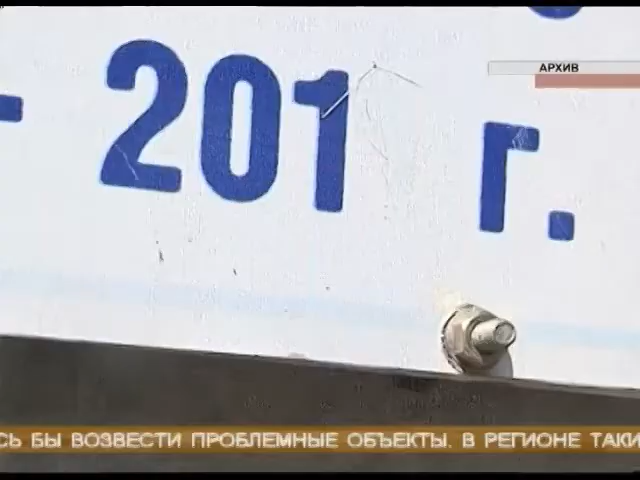 АРХИВ
- 201 г.
СЬ БЫ ВОЗВЕСТИ ПРОБЛЕМНЫЕ ОБЪЕКТЫ. В РЕГИОНЕ ТАКИ